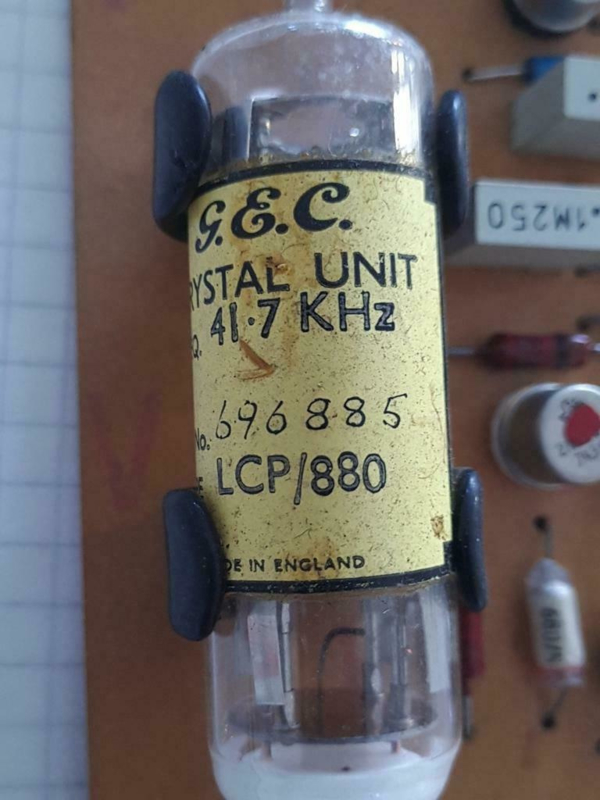 G.E.C.
RYSTAL UNIT
Q. 41.7 KHz
No. 696885
E LCP/880
DE IN ENGLAND
.1M250